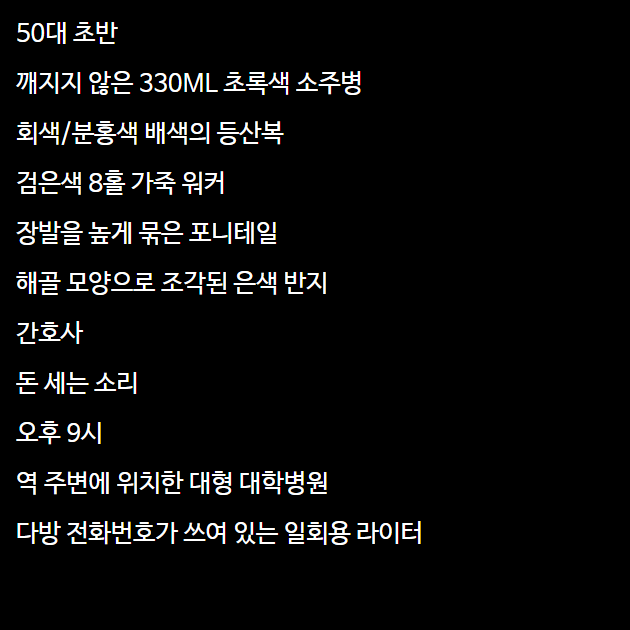 50대 초반
깨지지 않은 330ML 초록색 소주병
회색/분홍색 배색의 등산복
검은색 8홀 가죽 워커
장발을 높게 묶은 포니테일
해골 모양으로 조각된 은색 반지
간호사
돈 세는 소리
오후 9시
역 주변에 위치한 대형 대학병원
다방 전화번호가 쓰여 있는 일회용 라이터